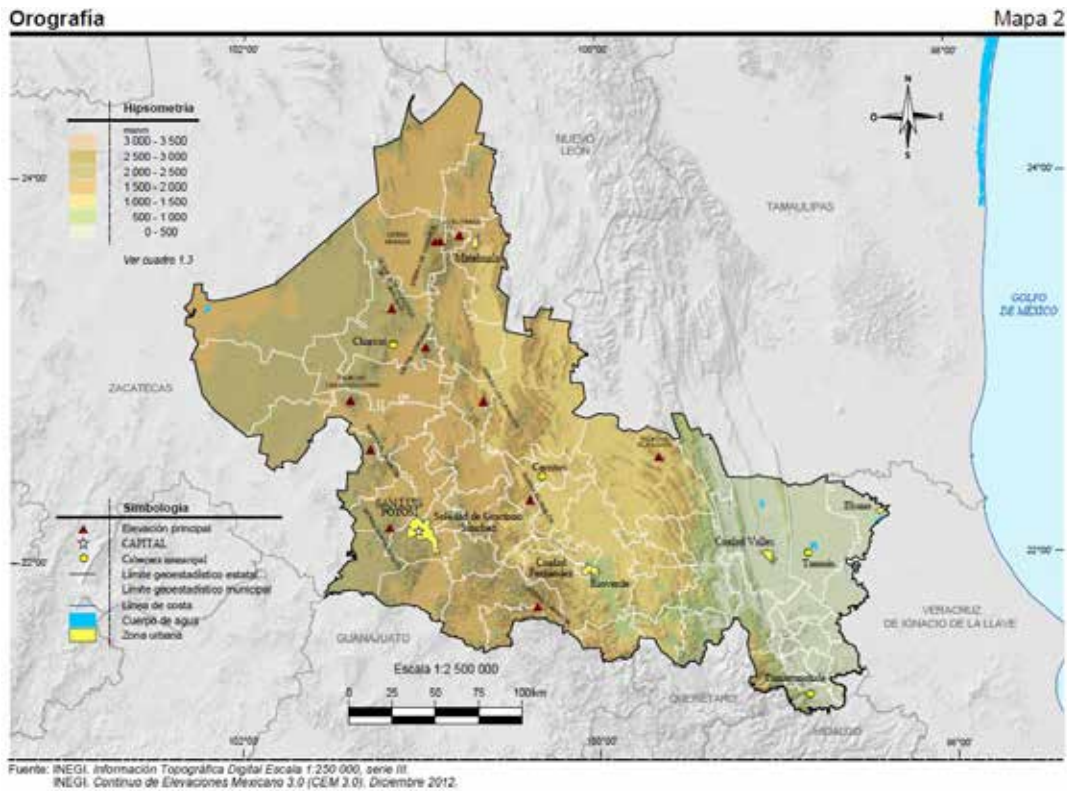 Orografía
Mapa 2
102°00'
100°00'
98°00'
Hipsometría
msnm
3 000 - 3 500
2 500 - 3 000
2 000 - 2 500
1 500 - 2 000
1 000 - 1 500
500 - 1 000
0 - 500
Ver cuadro 1.3
N
O
E
S
24°00'
24°00'
NUEVO
LEÓN
TAMAULIPAS
GOLFO
DE MÉXICO
ZACATECAS
Matehuala
Charcas
Cerritos
SAN LUIS
POTOSÍ
Soledad de Graciano
Sánchez
Ciudad
Fernández
Rioverde
Ciudad Valles
Tamuín
Ebano
Tamazunchale
Simbología
Elevación principal
CAPITAL
Cabecera municipal
Límite geoestadístico estatal
Límite geoestadístico municipal
Línea de costa
Cuerpo de agua
Zona urbana
22°00'
22°00'
GUANAJUATO
QUERÉTARO
HIDALGO
VERACRUZ
DE IGNACIO DE LA LLAVE
Escala 1:2 500 000
0 25 50 75 100km
102°00'
100°00'
98°00'
Fuente: INEGI. Información Topográfica Digital Escala 1:250 000, serie III.
INEGI. Continuo de Elevaciones Mexicano 3.0 (CEM 3.0). Diciembre 2012.